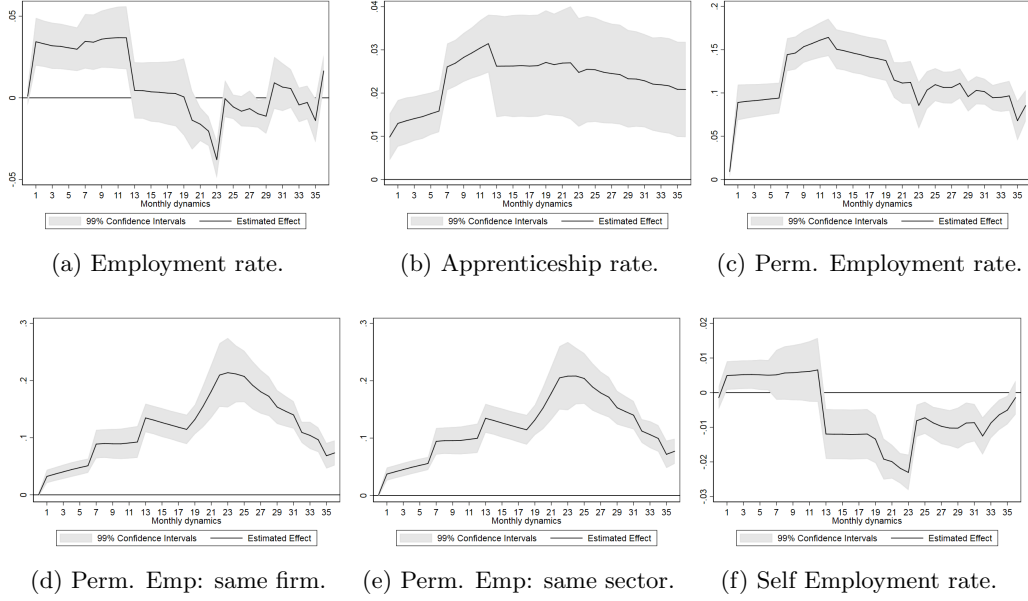 .05
0
-.05
1 3 5 7 9 11 13 15 17 19 21 23 25 27 29 31 33 35
Monthly dynamics
99% Confidence Intervals Estimated Effect
(a) Employment rate.
.04
.03
.02
.01
0
1 3 5 7 9 11 13 15 17 19 21 23 25 27 29 31 33 35
Monthly dynamics
99% Confidence Intervals Estimated Effect
(b) Apprenticeship rate.
.2
.15
.1
.05
0
1 3 5 7 9 11 13 15 17 19 21 23 25 27 29 31 33 35
Monthly dynamics
99% Confidence Intervals Estimated Effect
(c) Perm. Employment rate.
.3
.2
.1
0
1 3 5 7 9 11 13 15 17 19 21 23 25 27 29 31 33 35
Monthly dynamics
99% Confidence Intervals Estimated Effect
(d) Perm. Emp: same firm.
.3
.2
.1
0
1 3 5 7 9 11 13 15 17 19 21 23 25 27 29 31 33 35
Monthly dynamics
99% Confidence Intervals Estimated Effect
(e) Perm. Emp: same sector.
.02
.01
0
-.01
-.02
-.03
1 3 5 7 9 11 13 15 17 19 21 23 25 27 29 31 33 35
Monthly dynamics
99% Confidence Intervals Estimated Effect
(f) Self Employment rate.